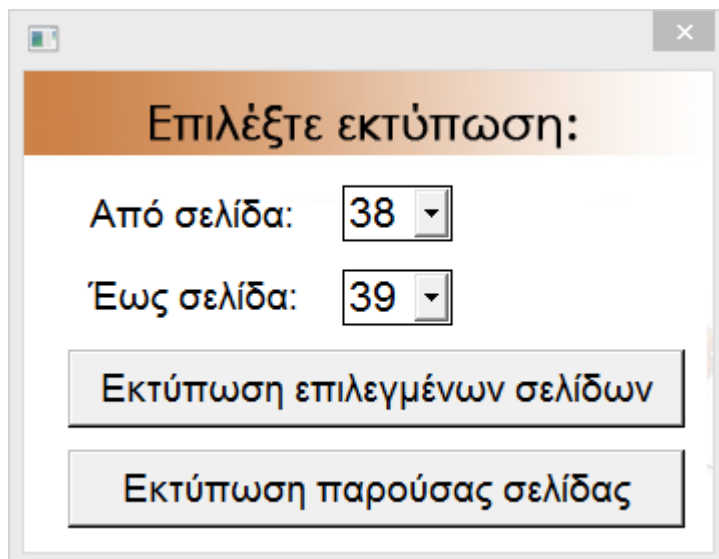 Επιλέξτε εκτύπωση:
Από σελίδα: 38
Έως σελίδα: 39
Εκτύπωση επιλεγμένων σελίδων
Εκτύπωση παρούσας σελίδας